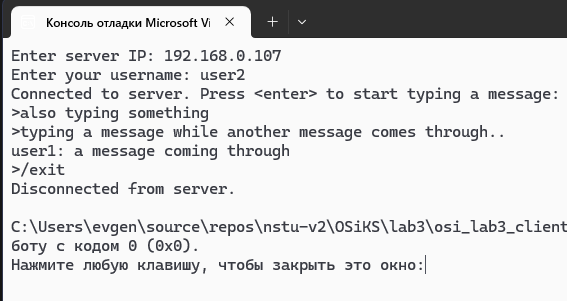 Консоль отладки Microsoft Vi
Enter server IP: 192.168.0.107
Enter your username: user2
Connected to server. Press <enter> to start typing a message:
>also typing something
>typing a message while another message comes through..
user1: a message coming through
>/exit
Disconnected from server.
C:\Users\evgen\source\repos\nstu-v2\OSiKS\lab3\osi_lab3_client
боту с кодом 0 (0x0).
Нажмите любую клавишу, чтобы закрыть это окно: